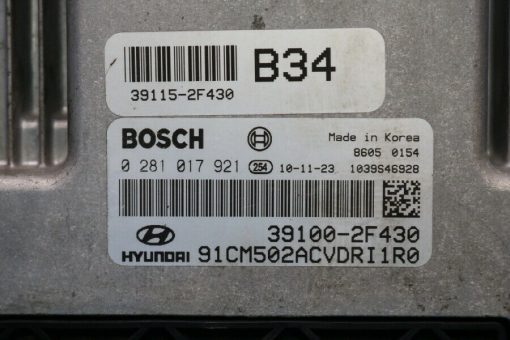 B34
39115-2F430
BOSCH Made in Korea
8605 0154
0 281 017 921 254 10-11-23 1039S46928
39100-2F430
HYUNDAI 91CM502ACVDRI1R0